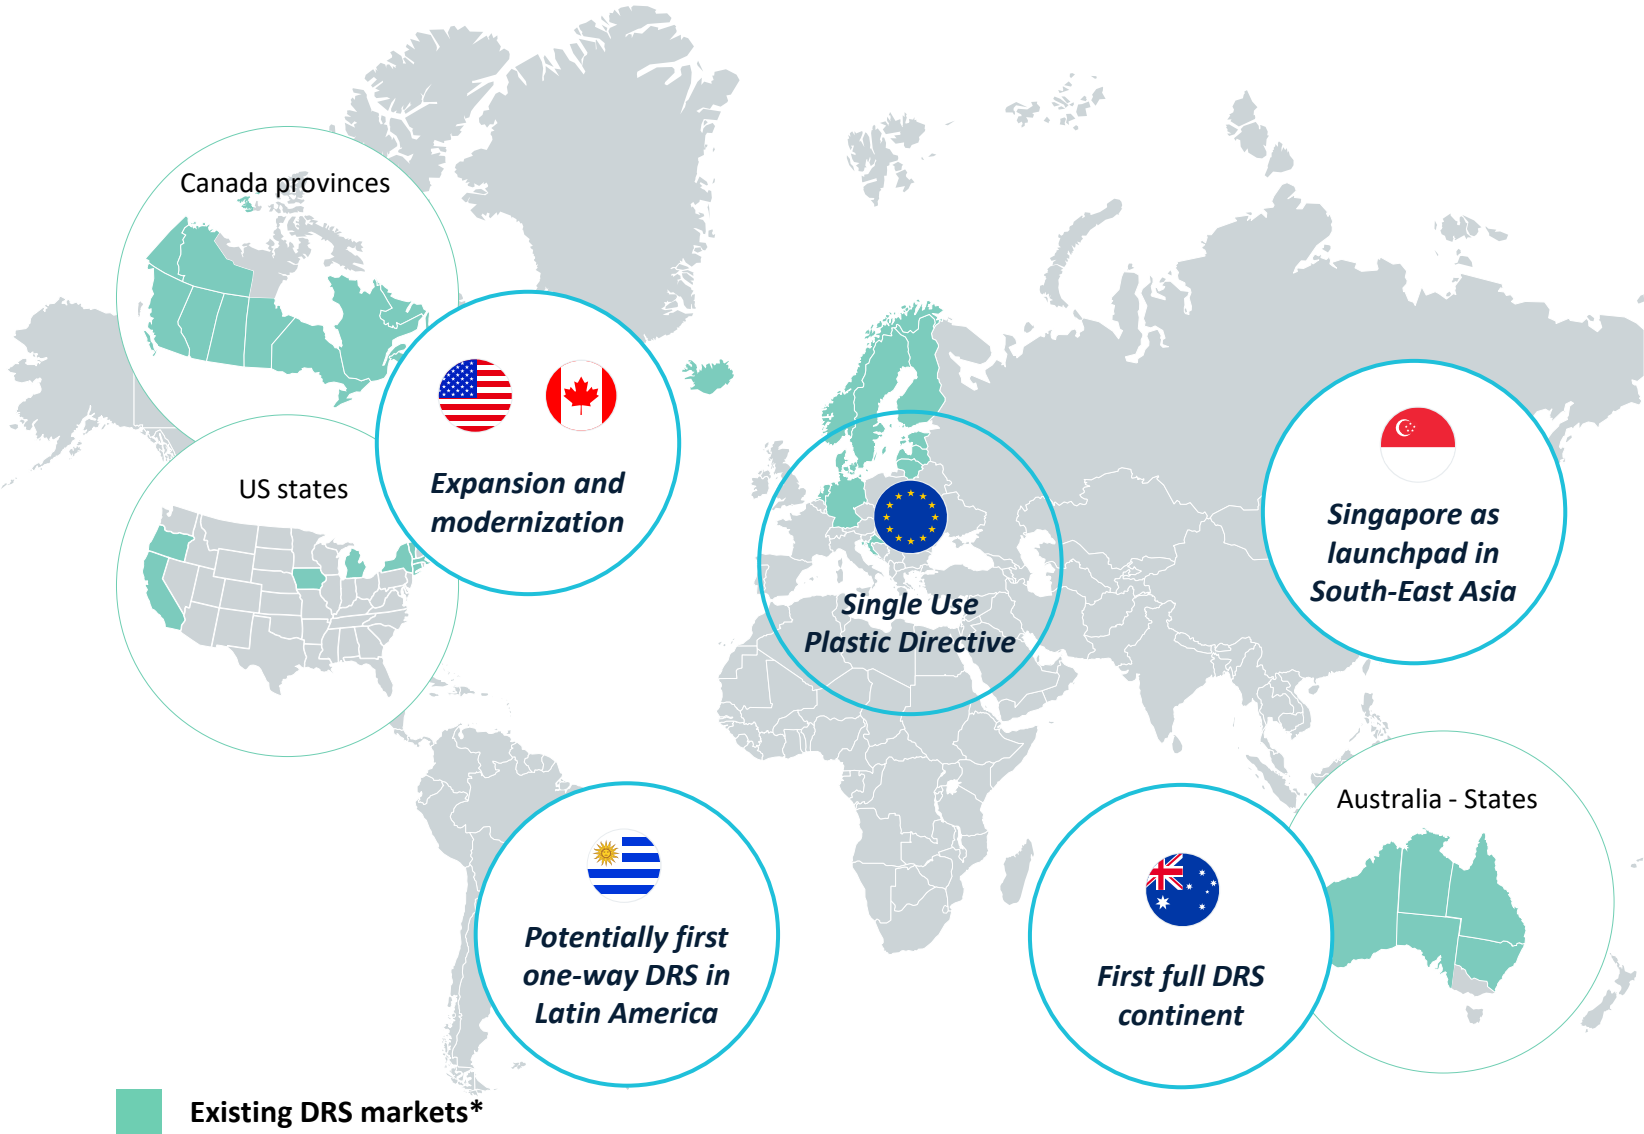 Canada provinces
US states
Expansion and
modernization
Single Use
Plastic Directive
Singapore as
launchpad in
South-East Asia
Potentially first
one-way DRS in
Latin America
First full DRS
continent
Australia - States
Existing DRS markets*